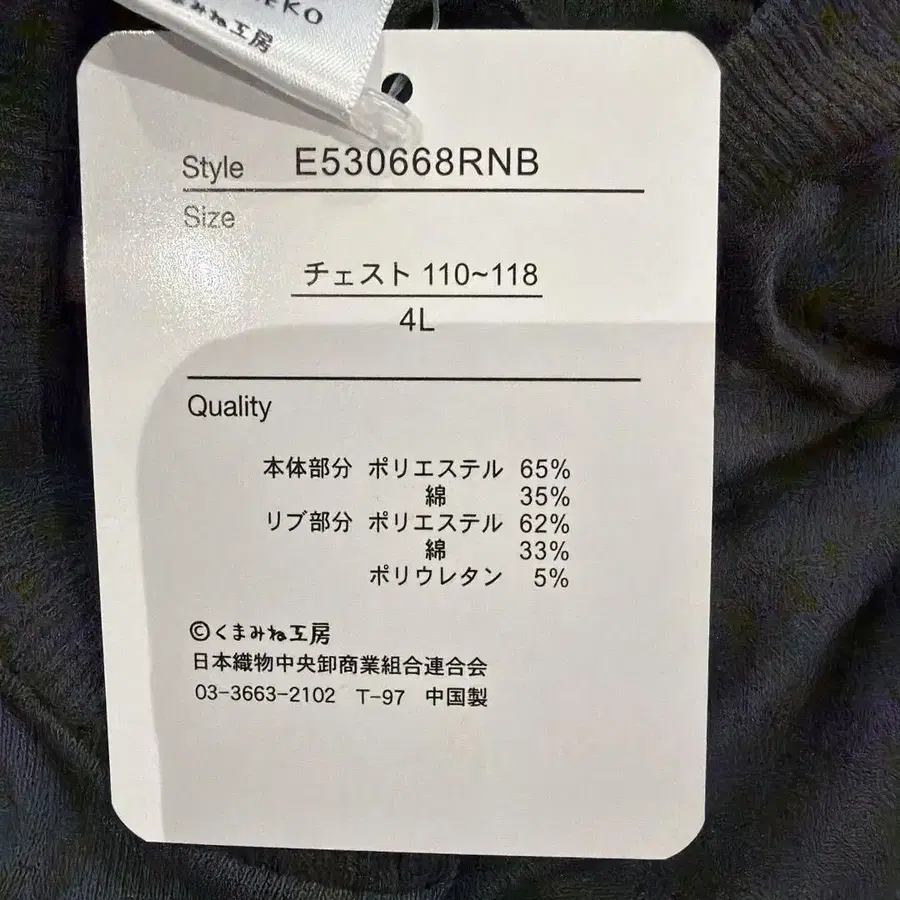 EKO
まみね工房
Style E530668RNB
Size
チェスト 110~118
4L
Quality
本体部分 ポリエステル 65%
綿 35%
リブ部分 ポリエステル 62%
綿 33%
ポリウレタン 5%
©くまみね工房
日本織物中央卸商業組合連合会
03-3663-2102 T-97 中国製